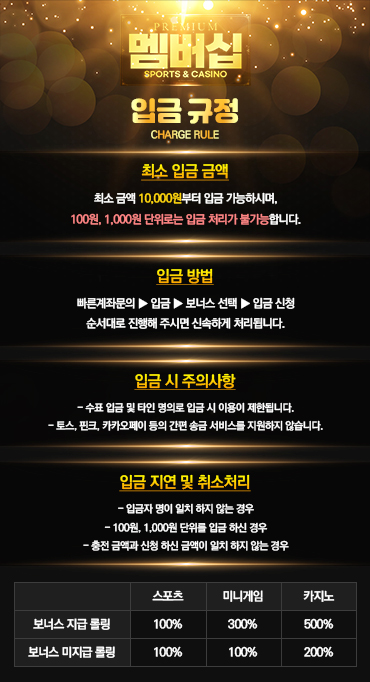 PREMIUM
멤버십
SPORTS & CASINO
입금 규정
CHARGE RULE
최소 입금 금액
최소 금액 10,000원부터 입금 가능하시며,
100원, 1,000원 단위로는 입금 처리가 불가능합니다.
입금 방법
빠른계좌문의 ▶ 입금 ▶ 보너스 선택 ▶ 입금 신청
순서대로 진행해 주시면 신속하게 처리됩니다.
입금 시 주의사항
- 수표 입금 및 타인 명의로 입금 시 이용이 제한됩니다.
- 토스, 핀크, 카카오페이 등의 간편 송금 서비스를 지원하지 않습니다.
입금 지연 및 취소처리
- 입금자 명이 일치 하지 않는 경우
- 100원, 1,000원 단위를 입금 하신 경우
- 충전 금액과 신청 하신 금액이 일치 하지 않는 경우
스포츠 미니게임 카지노
보너스 지급 롤링 100% 300% 500%
보너스 미지급 롤링 100% 100% 200%